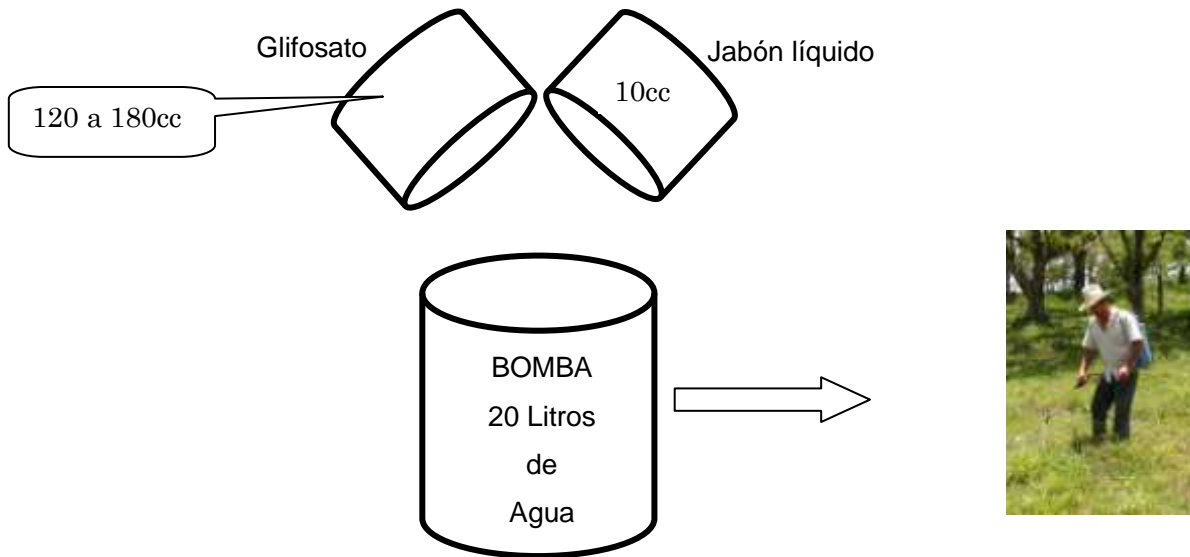 Glifosato
Jabón líquido
120 a 180cc
10cc
BOMBA
20 Litros
de
Agua